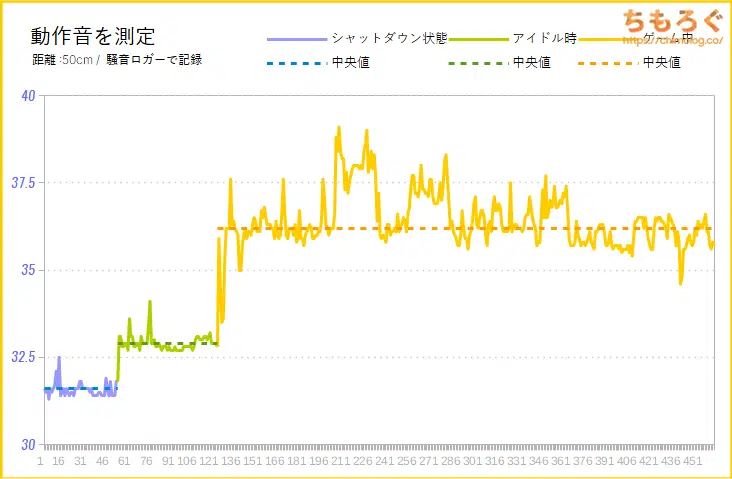 ちもろぐ
https://chimolog.co/
動作音を測定
距離:50cm / 騒音ロガーで記録
シャットダウン状態 アイドル時 ゲーム中
中央値 中央値 中央値
40
37.5
35
32.5
30
1 16 31 46 61 76 91 106 121 136 151 166 181 196 211 226 241 256 271 286 301 316 331 346 361 376 391 406 421 436 451